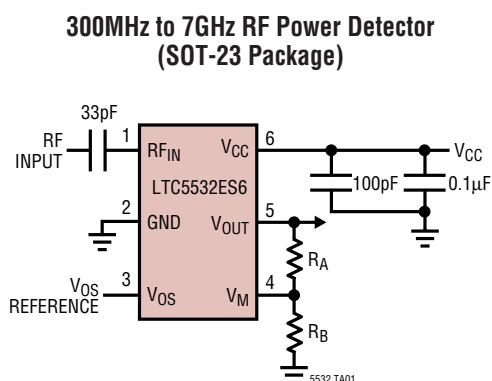 300MHz to 7GHz RF Power Detector
(SOT-23 Package)
33pF
RF
INPUT
1
RFIN
VCC
6
VCC
100pF
0.1µF
LTC5532ES6
2
GND
VOUT
5
RA
VOS
REFERENCE
3
VOS
VM
4
RB
5532 TA01